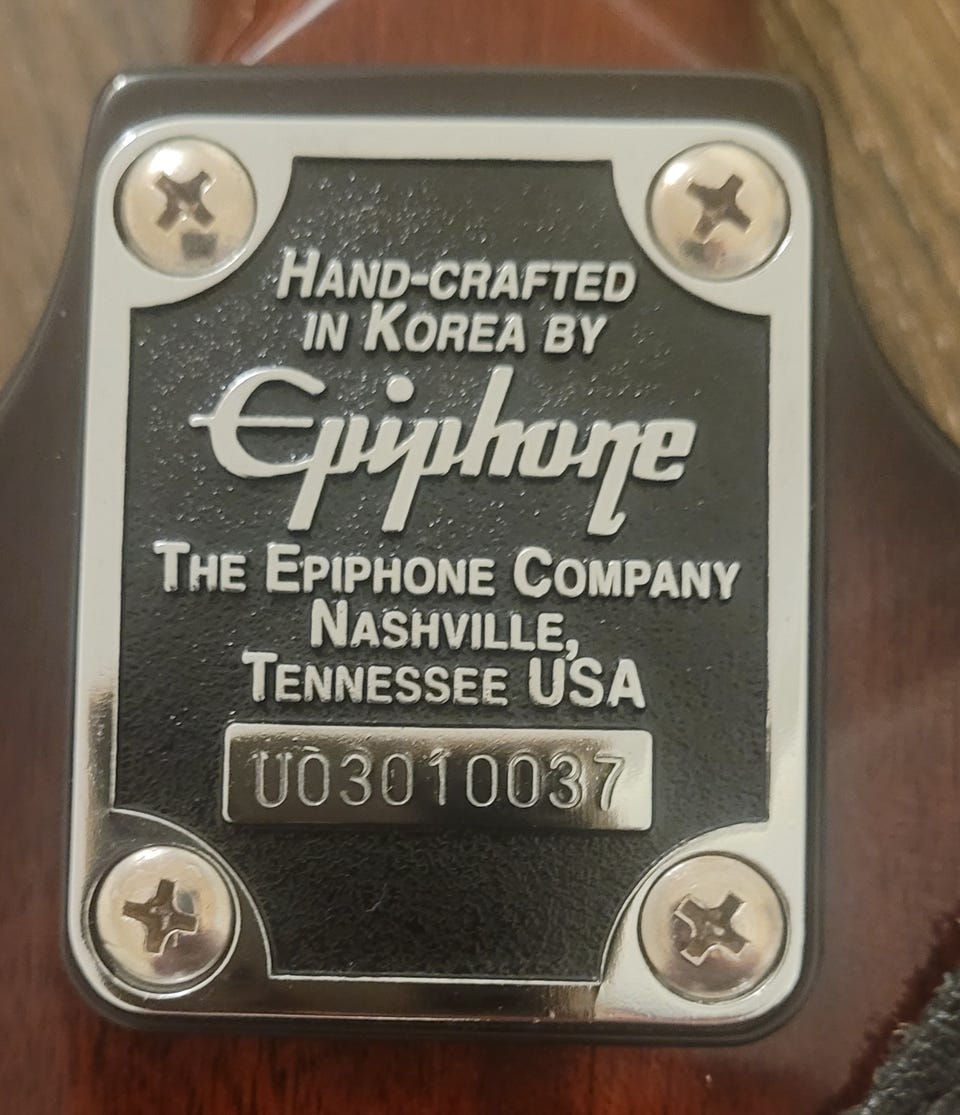 HAND-CRAFTED
IN KOREA BY
Epiphone
THE EPIPHONE COMPANY
NASHVILLE,
TENNESSEE USA
U03010037